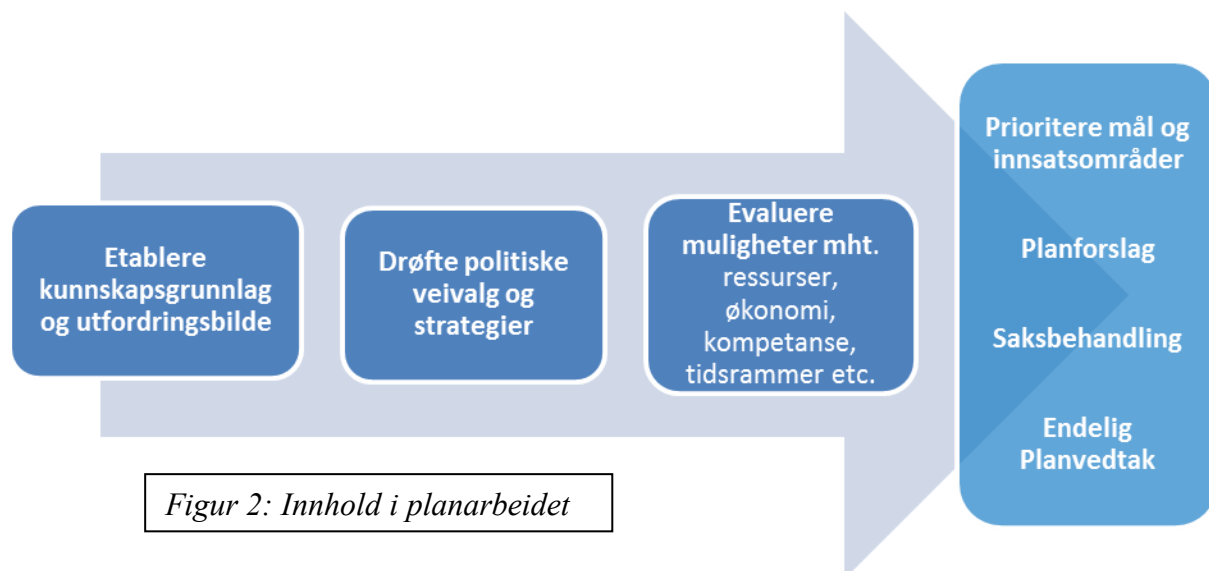 Etablere
kunnskapsgrunnlag
og utfordringsbilde
Drøfte politiske
veivalg og
strategier
Evaluere
muligheter mht.
ressurser,
økonomi,
kompetanse,
tidsrammer etc.
Prioritere mål og
innsatsområder
Planforslag
Saksbehandling
Endelig
Planvedtak
Figur 2: Innhold i planarbeidet